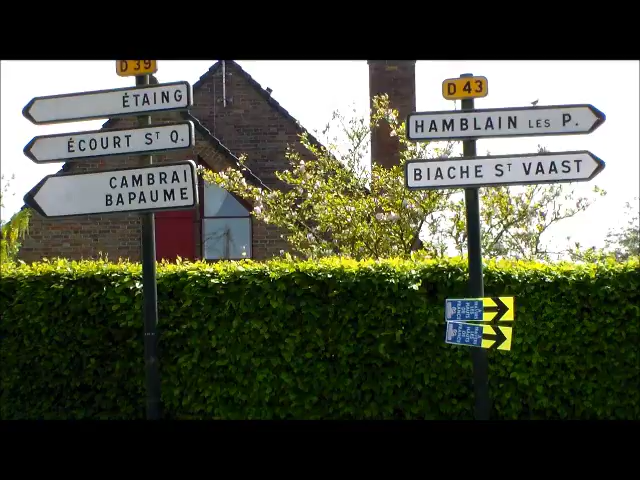 D 39
ÉTAING
ÉCOURT ST Q.
CAMBRAI
BAPAUME
D 43
HAMBLAIN LES P.
BIACHE ST VAAST